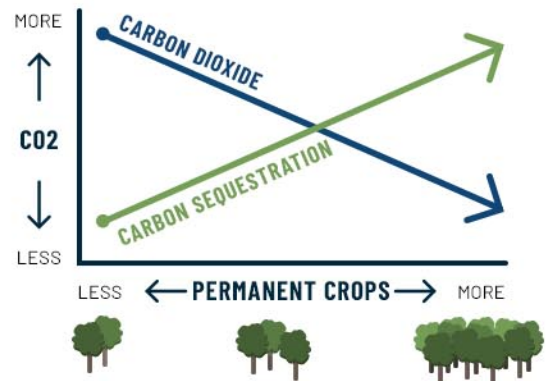 MORE
CARBON DIOXIDE
CO2
CARBON SEQUESTRATION
LESS
LESS
PERMANENT CROPS
MORE